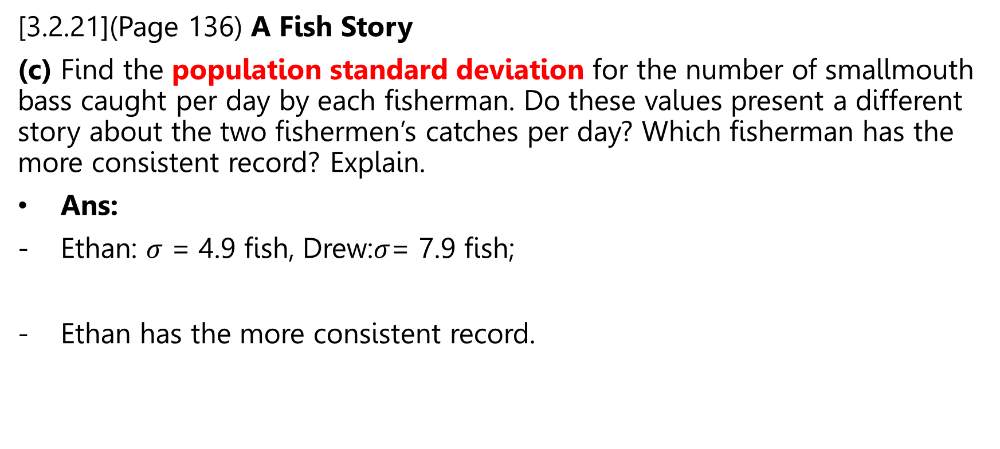 [3.2.21](Page 136) A Fish Story
(c) Find the population standard deviation for the number of smallmouth
bass caught per day by each fisherman. Do these values present a different
story about the two fishermen’s catches per day? Which fisherman has the
more consistent record? Explain.
• Ans:
- Ethan: 𝜎 = 4.9 fish, Drew:𝜎= 7.9 fish;
- Ethan has the more consistent record.